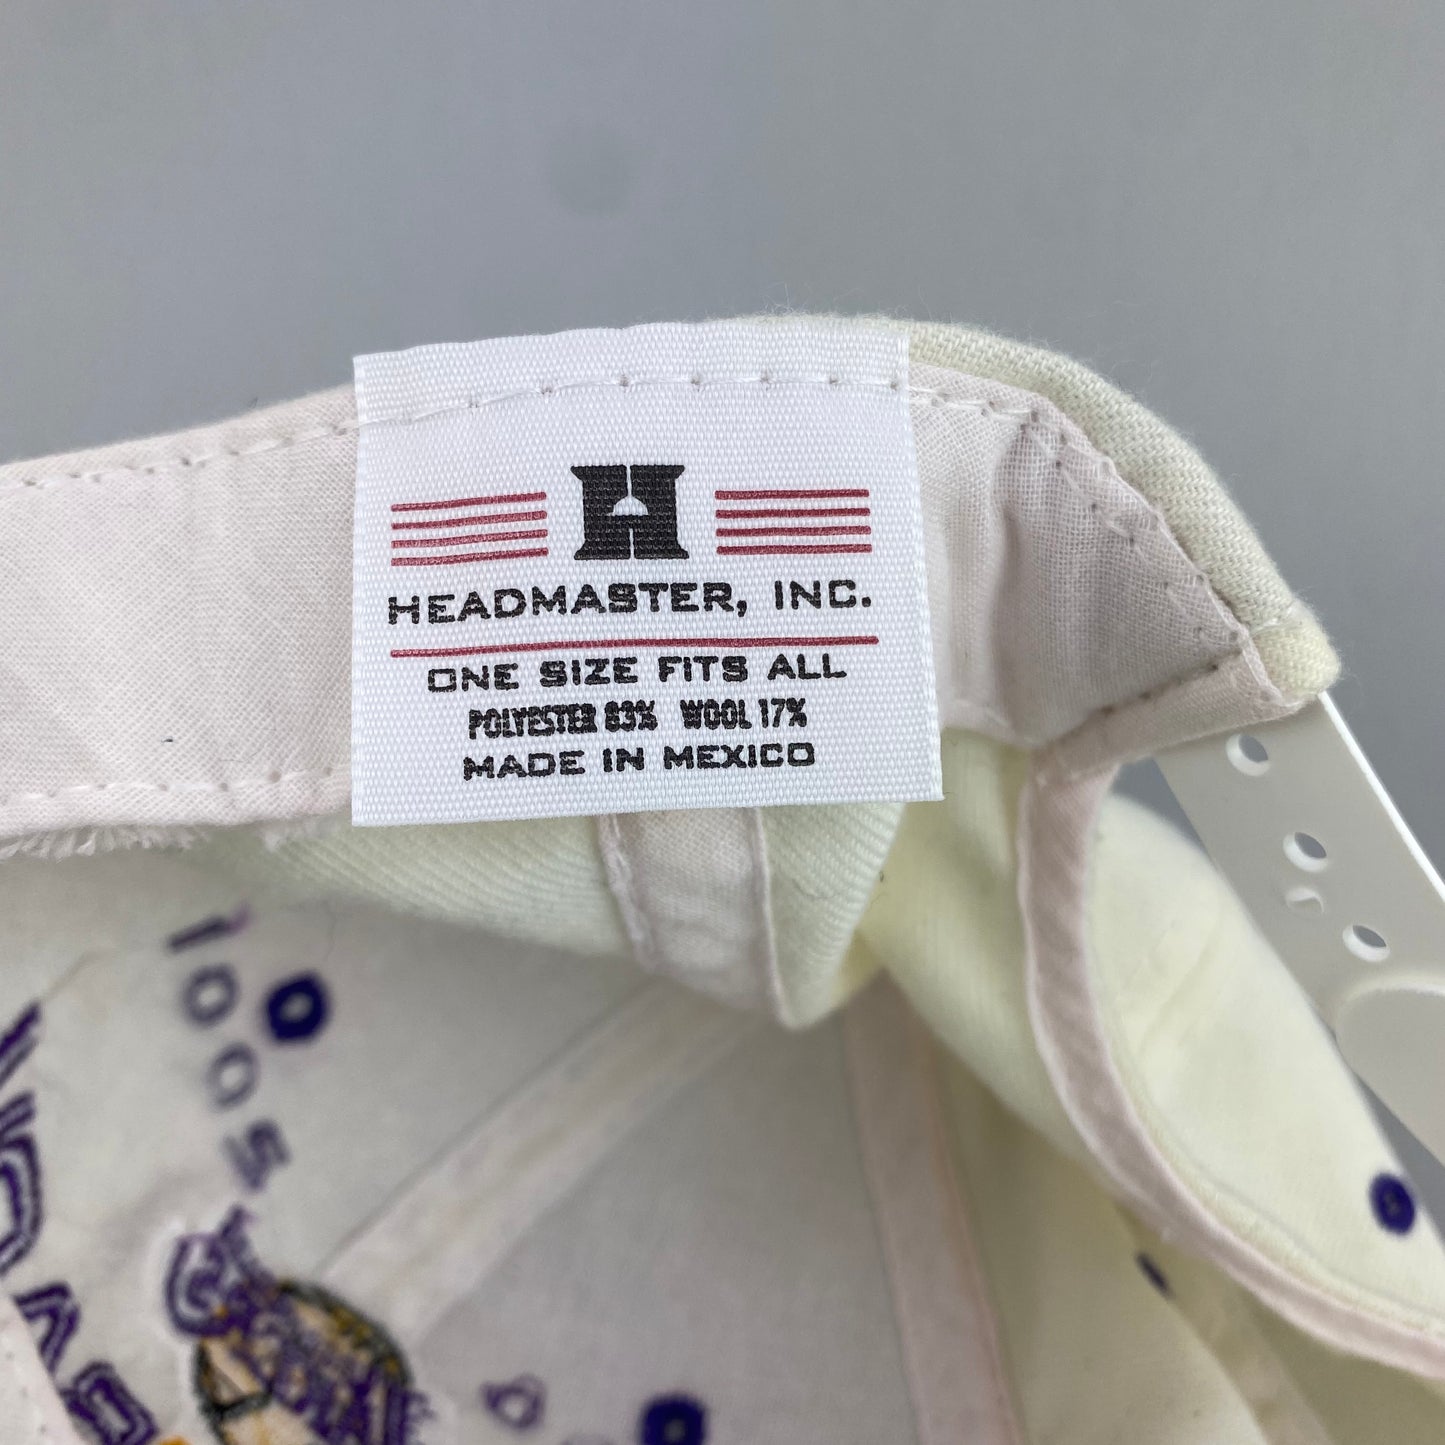 H
HEADMASTER, INC.
ONE SIZE FITS ALL
POLYESTER 83% WOOL 17%
MADE IN MEXICO